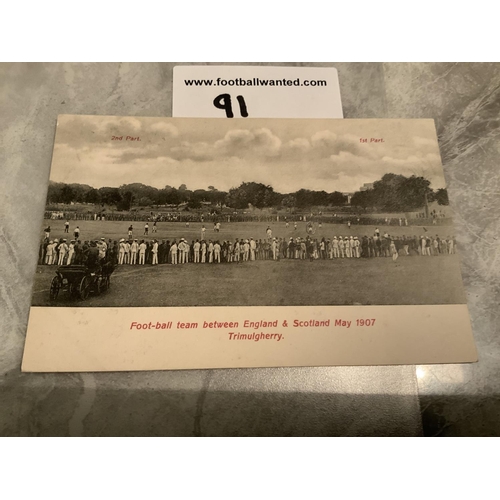 www.footballwanted.com
91
2nd Part.
1st Part.
Foot-ball team between England & Scotland May 1907
Trimulgherry.